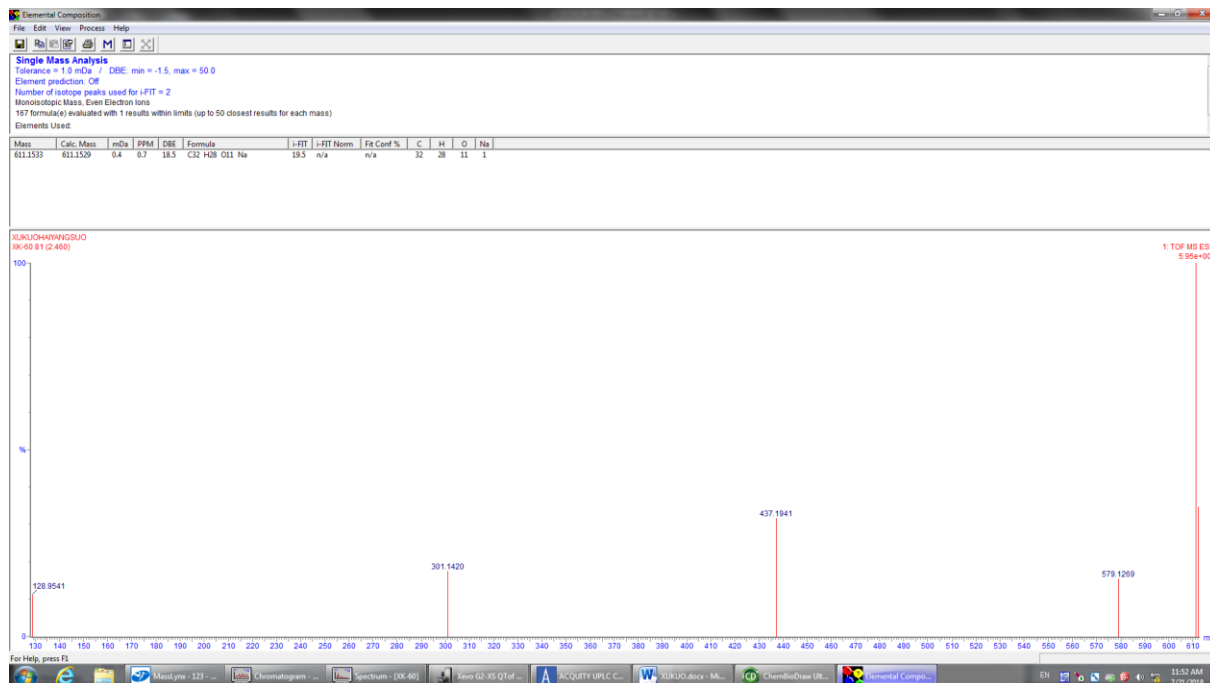 Elemental Composition
File Edit View Process Help
Single Mass Analysis
Tolerance = 1.0 mDa / DBE: min = -1.5, max = 50.0
Element prediction: Off
Number of isotope peaks used for i-FIT = 2
Monoisotopic Mass, Even Electron Ions
167 formula(e) evaluated with 1 results within limits (up to 50 closest results for each mass)
Elements Used:
Mass Calc. Mass mDa PPM DBE Formula i-FIT i-FIT Norm Fit Conf % C H O Na
611.1533 611.1529 0.4 0.7 18.5 C32 H28 O11 Na 19.5 n/a n/a 32 28 11 1
XUKUOHAIYANGSUO
XK-60 81 (2.460)
1: TOF MS ES
5.95e+00
100
%
0
611
579.1269
437.1941
301.1420
128.9541
130 140 150 160 170 180 190 200 210 220 230 240 250 260 270 280 290 300 310 320 330 340 350 360 370 380 390 400 410 420 430 440 450 460 470 480 490 500 510 520 530 540 550 560 570 580 590 600 610 m
For Help, press F1
MassLynx - 123 - ... Chromatogram - ... Spectrum - [XK-60] Xevo G2-XS QTof ... ACQUITY UPLC C... XUKUO.docx - Mi... ChemBioDraw Ult... Elemental Compo... EN 11:52 AM
7/21/2018